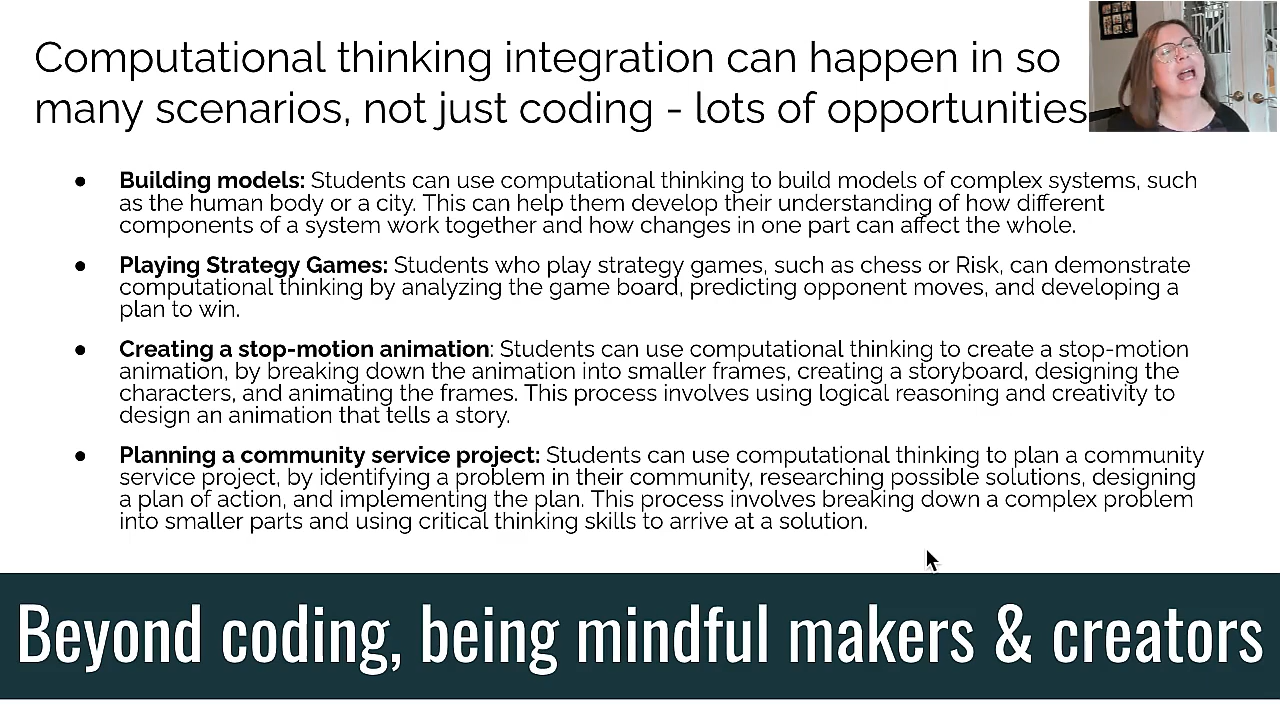 Computational thinking integration can happen in so
many scenarios, not just coding - lots of opportunities
● Building models: Students can use computational thinking to build models of complex systems, such
as the human body or a city. This can help them develop their understanding of how different
components of a system work together and how changes in one part can affect the whole.
● Playing Strategy Games: Students who play strategy games, such as chess or Risk, can demonstrate
computational thinking by analyzing the game board, predicting opponent moves, and developing a
plan to win.
● Creating a stop-motion animation: Students can use computational thinking to create a stop-motion
animation, by breaking down the animation into smaller frames, creating a storyboard, designing the
characters, and animating the frames. This process involves using logical reasoning and creativity to
design an animation that tells a story.
● Planning a community service project: Students can use computational thinking to plan a community
service project, by identifying a problem in their community, researching possible solutions, designing
a plan of action, and implementing the plan. This process involves breaking down a complex problem
into smaller parts and using critical thinking skills to arrive at a solution.
Beyond coding, being mindful makers & creators